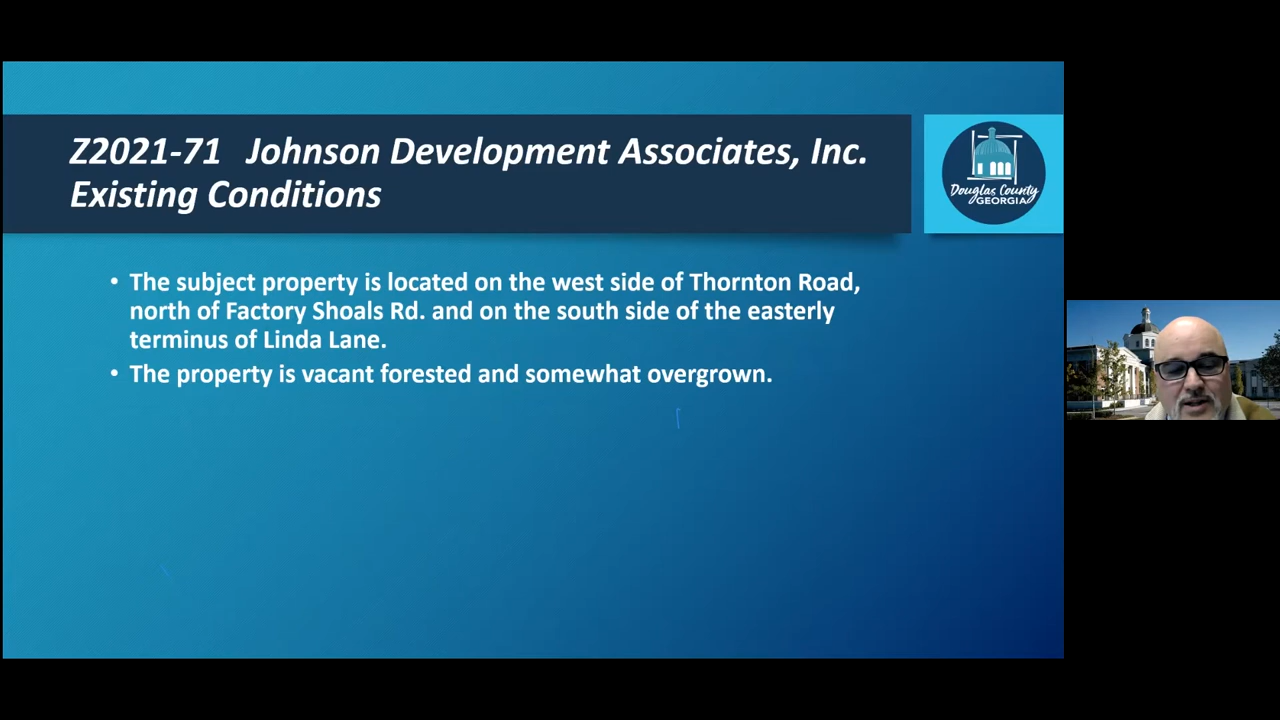 Z2021-71 Johnson Development Associates, Inc.
Existing Conditions
Douglas County
GEORGIA
• The subject property is located on the west side of Thornton Road,
north of Factory Shoals Rd. and on the south side of the easterly
terminus of Linda Lane.
• The property is vacant forested and somewhat overgrown.